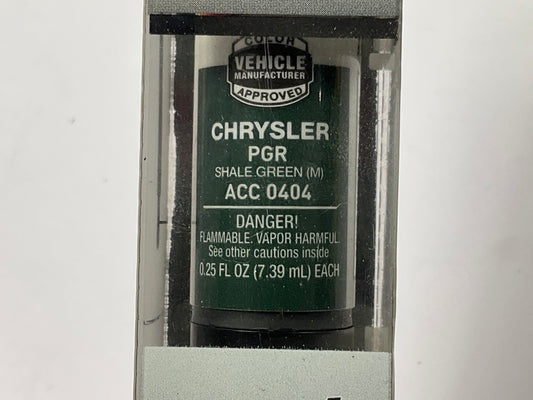 COLOR
VEHICLE
MANUFACTURER
APPROVED
CHRYSLER
PGR
SHALE GREEN (M)
ACC 0404
DANGER!
FLAMMABLE. VAPOR HARMFUL.
See other cautions inside
0.25 FL OZ (7.39 mL) EACH